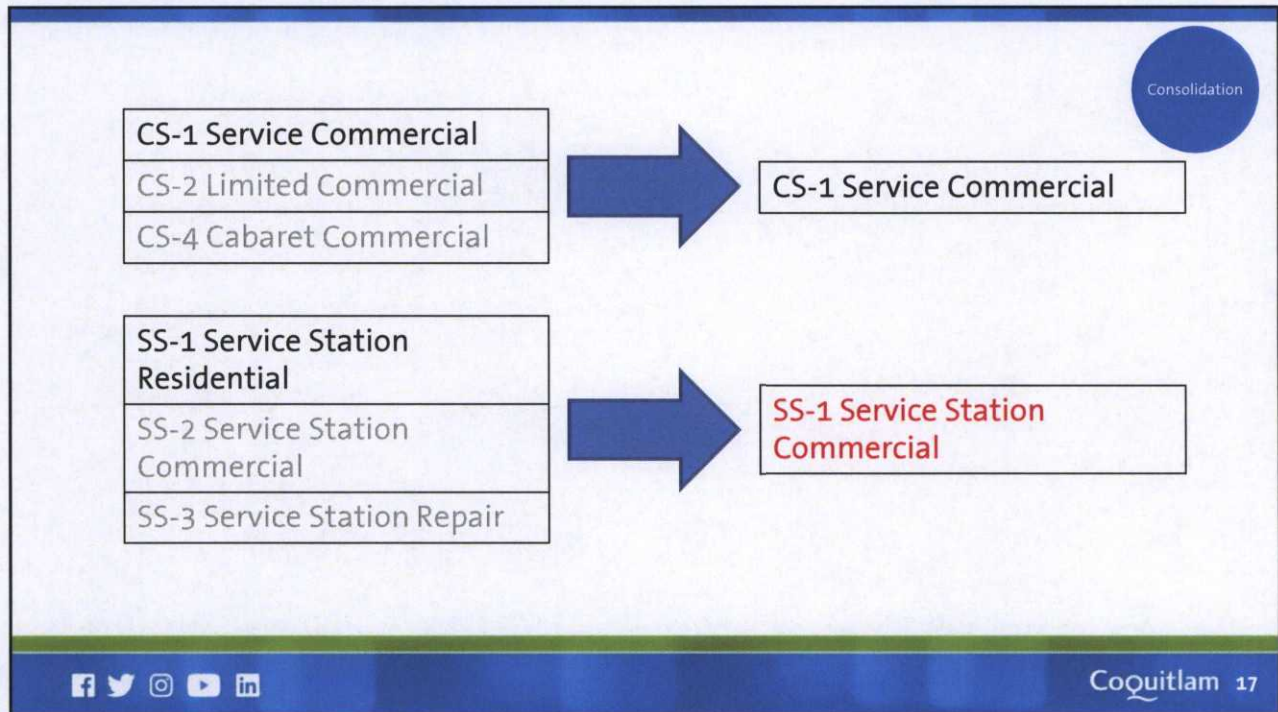 Consolidation
CS-1 Service Commercial
CS-2 Limited Commercial
CS-4 Cabaret Commercial
CS-1 Service Commercial
SS-1 Service Station
Residential
SS-2 Service Station
Commercial
SS-3 Service Station Repair
SS-1 Service Station
Commercial
Coquitlam 17